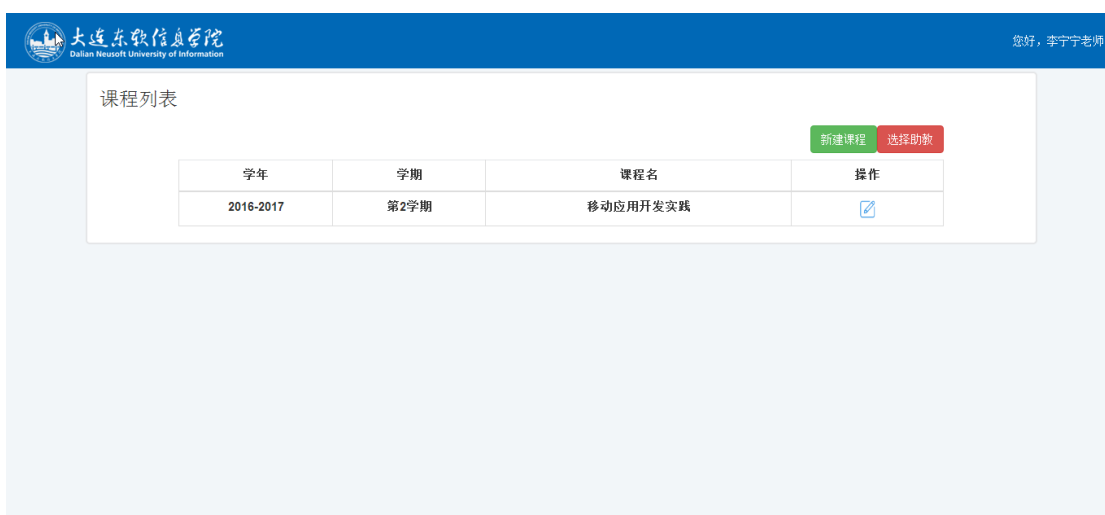 大连东软信息学院
Dalian Neusoft University of Information
您好，李宁宁老师
课程列表
新建课程 选择助教
学年 学期 课程名 操作
2016-2017 第2学期 移动应用开发实践